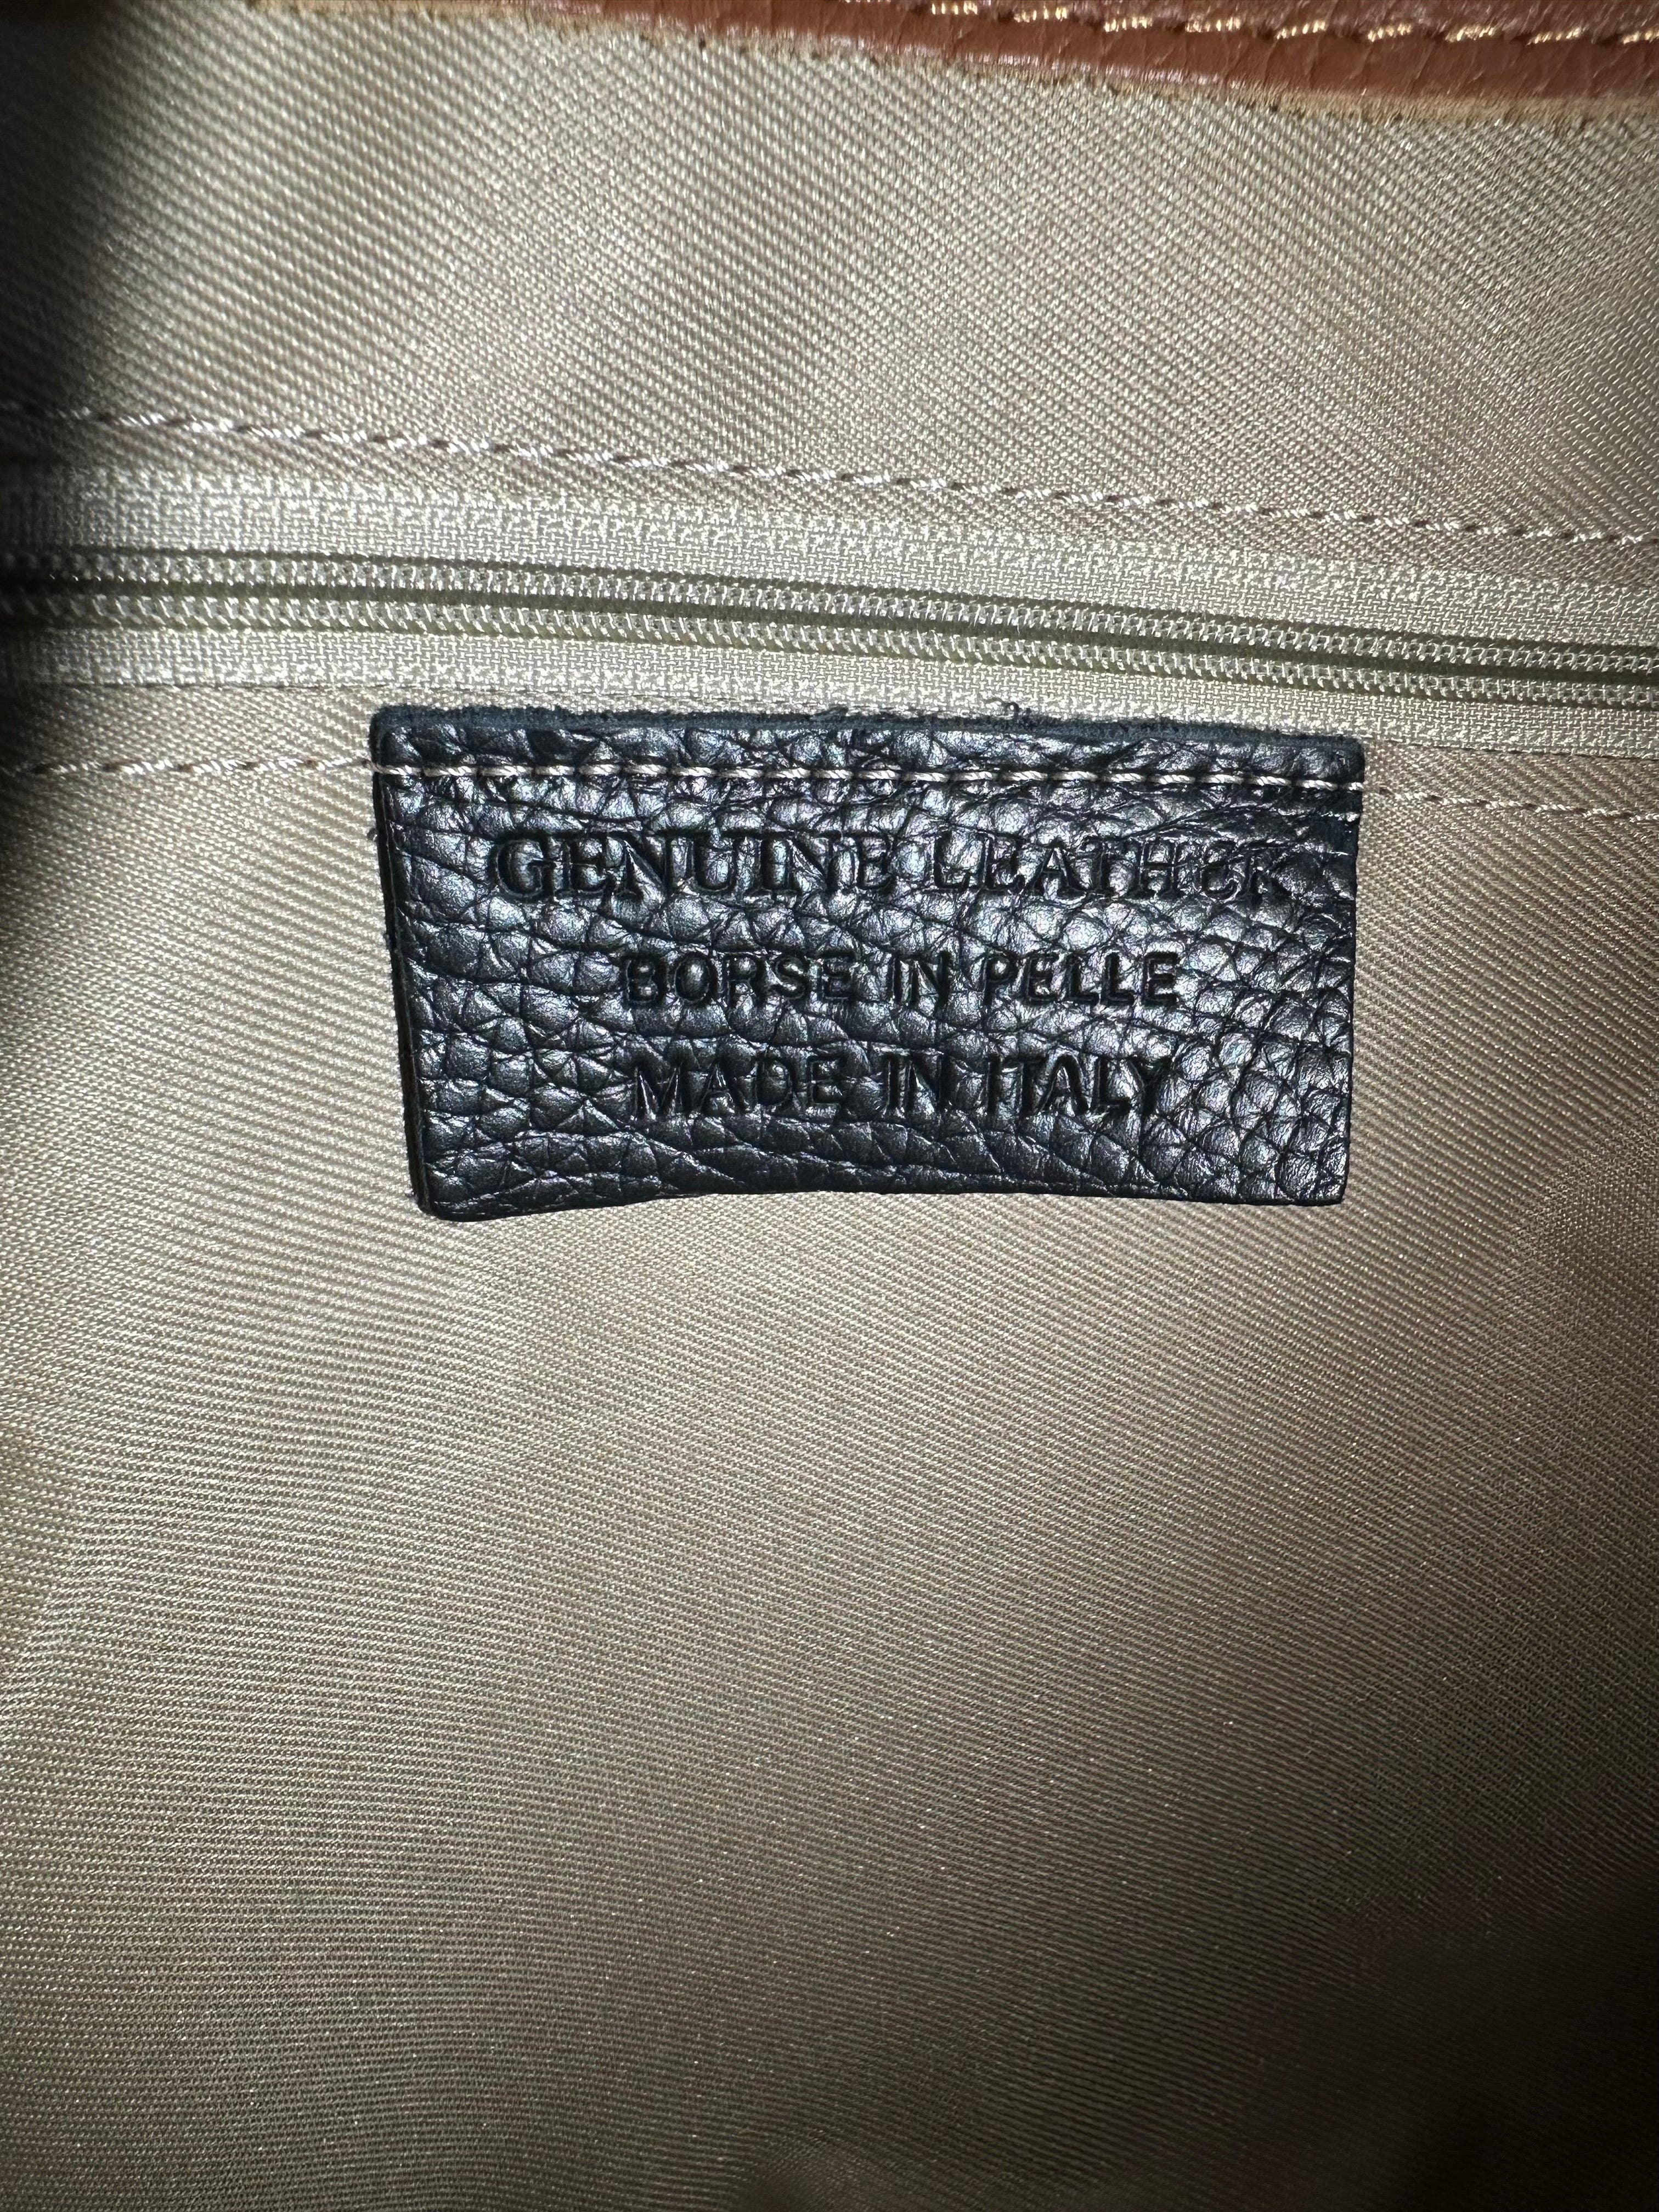 GENUINE LEATHER
BORSE IN PELLE
MADE IN ITALY